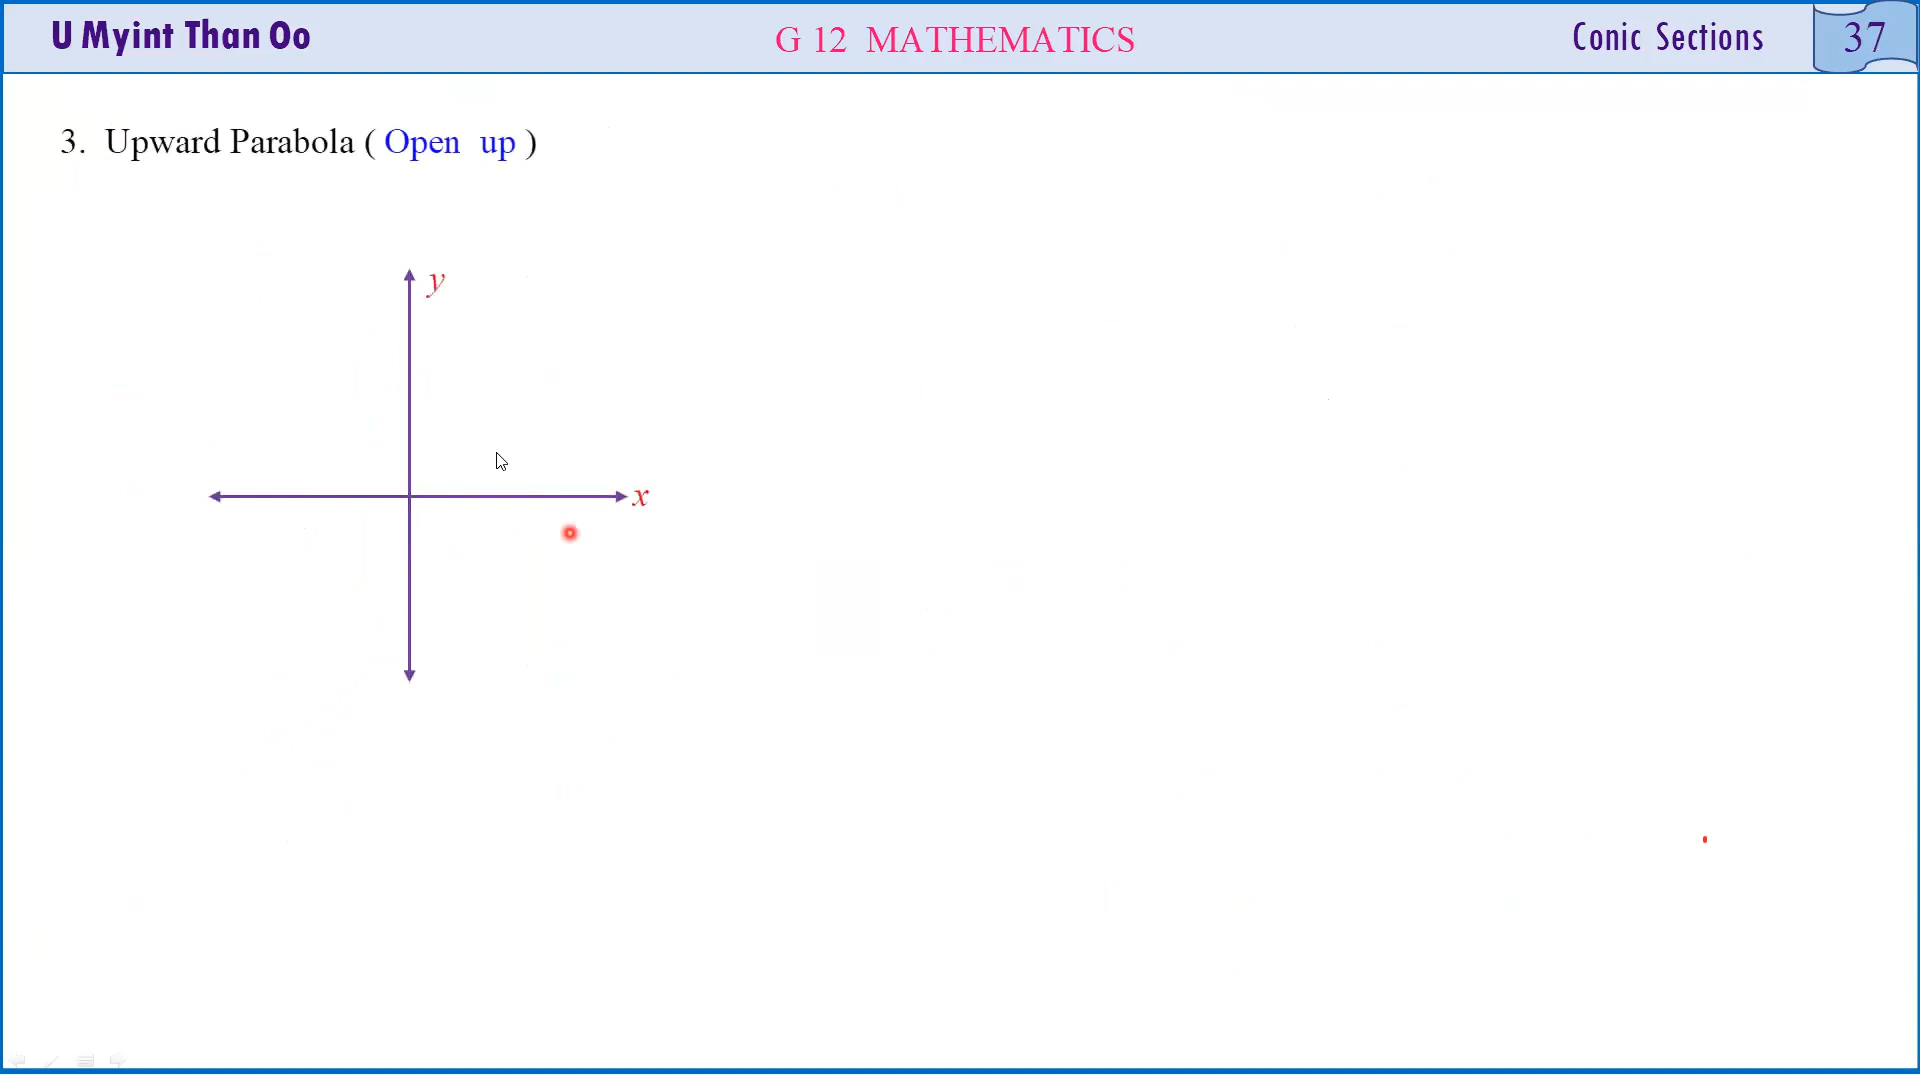 U Myint Than Oo
G 12 MATHEMATICS
Conic Sections
37
3. Upward Parabola ( Open up )
y
x